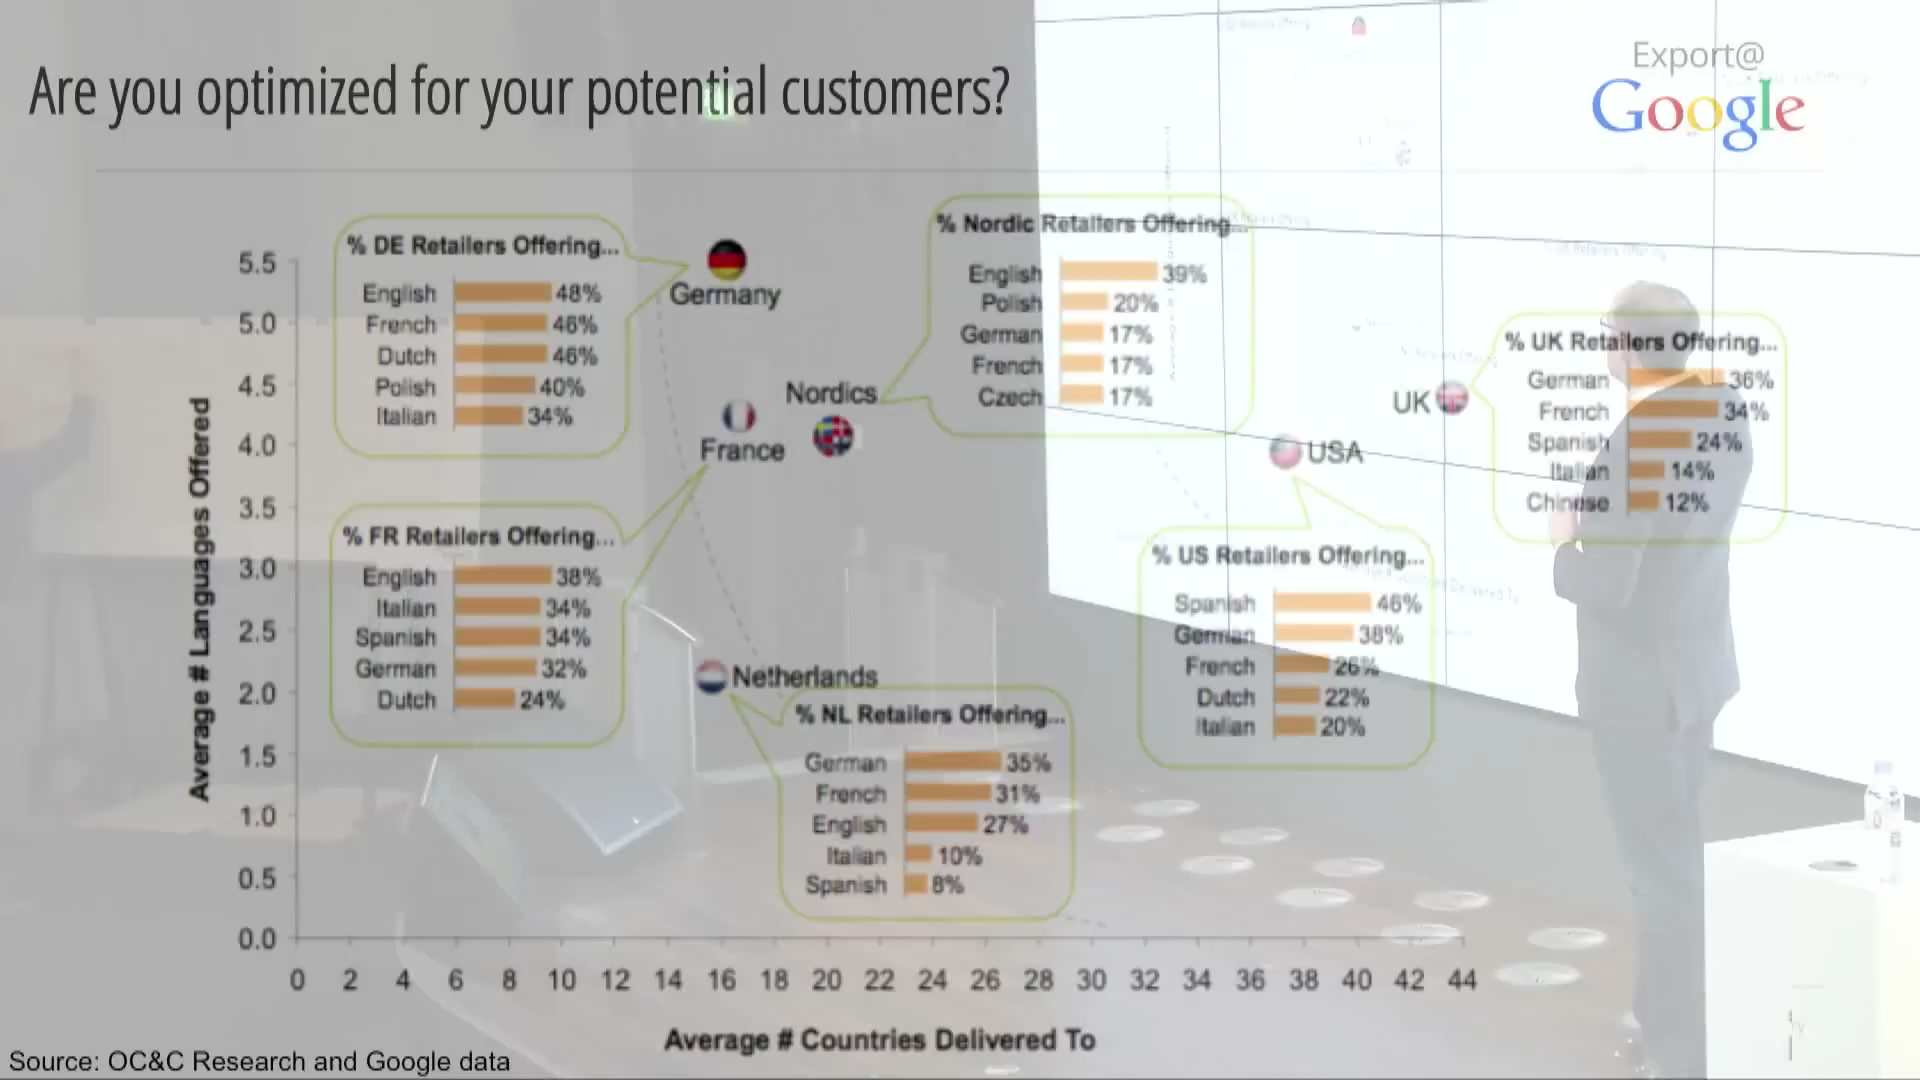 Are you optimized for your potential customers?
Export@
Google
% DE Retailers Offering...
English 48%
French 46%
Dutch 46%
Polish 40%
Italian 34%
Germany
% Nordic Retailers Offering...
English 39%
Polish 20%
German 17%
French 17%
Czech 17%
Nordics
France
UK
USA
% UK Retailers Offering...
German 36%
French 34%
Spanish 24%
Italian 14%
Chinese 12%
% FR Retailers Offering...
English 38%
Italian 34%
Spanish 34%
German 32%
Dutch 24%
% US Retailers Offering...
Spanish 46%
German 38%
French 26%
Dutch 22%
Italian 20%
Netherlands
% NL Retailers Offering...
German 35%
French 31%
English 27%
Italian 10%
Spanish 8%
Average # Languages Offered
5.5
5.0
4.5
4.0
3.5
3.0
2.5
2.0
1.5
1.0
0.5
0.0
0 2 4 6 8 10 12 14 16 18 20 22 24 26 28 30 32 34 36 38 40 42 44
Average # Countries Delivered To
Source: OC&C Research and Google data